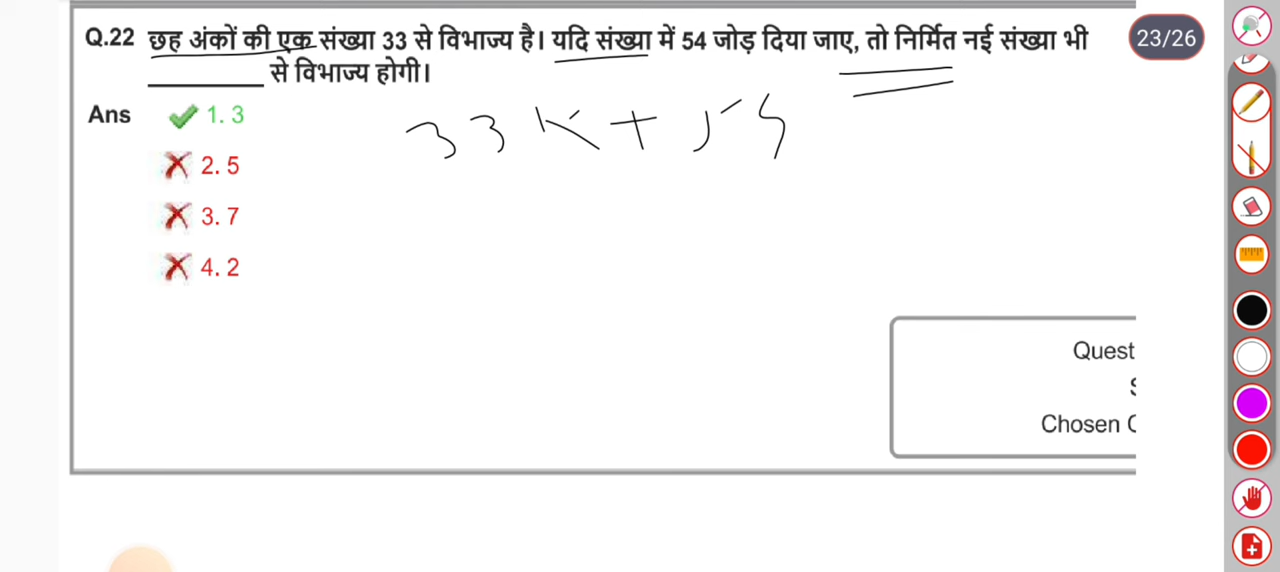 Q.22 छह अंकों की एक संख्या 33 से विभाज्य है। यदि संख्या में 54 जोड़ दिया जाए, तो निर्मित नई संख्या भी
________ से विभाज्य होगी।
23/26
Ans 1. 3
33K+54
2. 5
3. 7
4. 2
Quest
S
Chosen